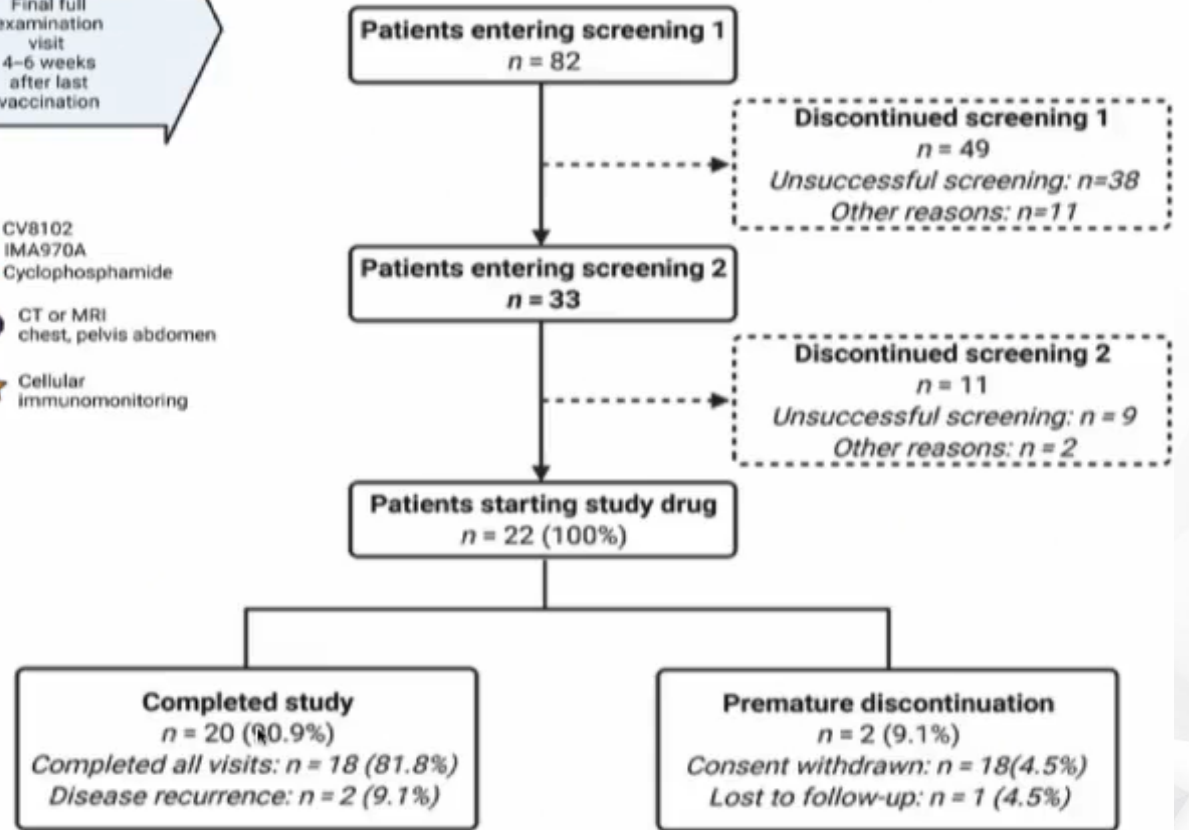 Final full
examination
visit
4–6 weeks
after last
vaccination
CV8102
IMA970A
Cyclophosphamide
CT or MRI
chest, pelvis abdomen
Cellular
immunomonitoring
Patients entering screening 1
n = 82
Discontinued screening 1
n = 49
Unsuccessful screening: n=38
Other reasons: n=11
Patients entering screening 2
n = 33
Discontinued screening 2
n = 11
Unsuccessful screening: n = 9
Other reasons: n = 2
Patients starting study drug
n = 22 (100%)
Completed study
n = 20 (90.9%)
Completed all visits: n = 18 (81.8%)
Disease recurrence: n = 2 (9.1%)
Premature discontinuation
n = 2 (9.1%)
Consent withdrawn: n = 18(4.5%)
Lost to follow-up: n = 1 (4.5%)